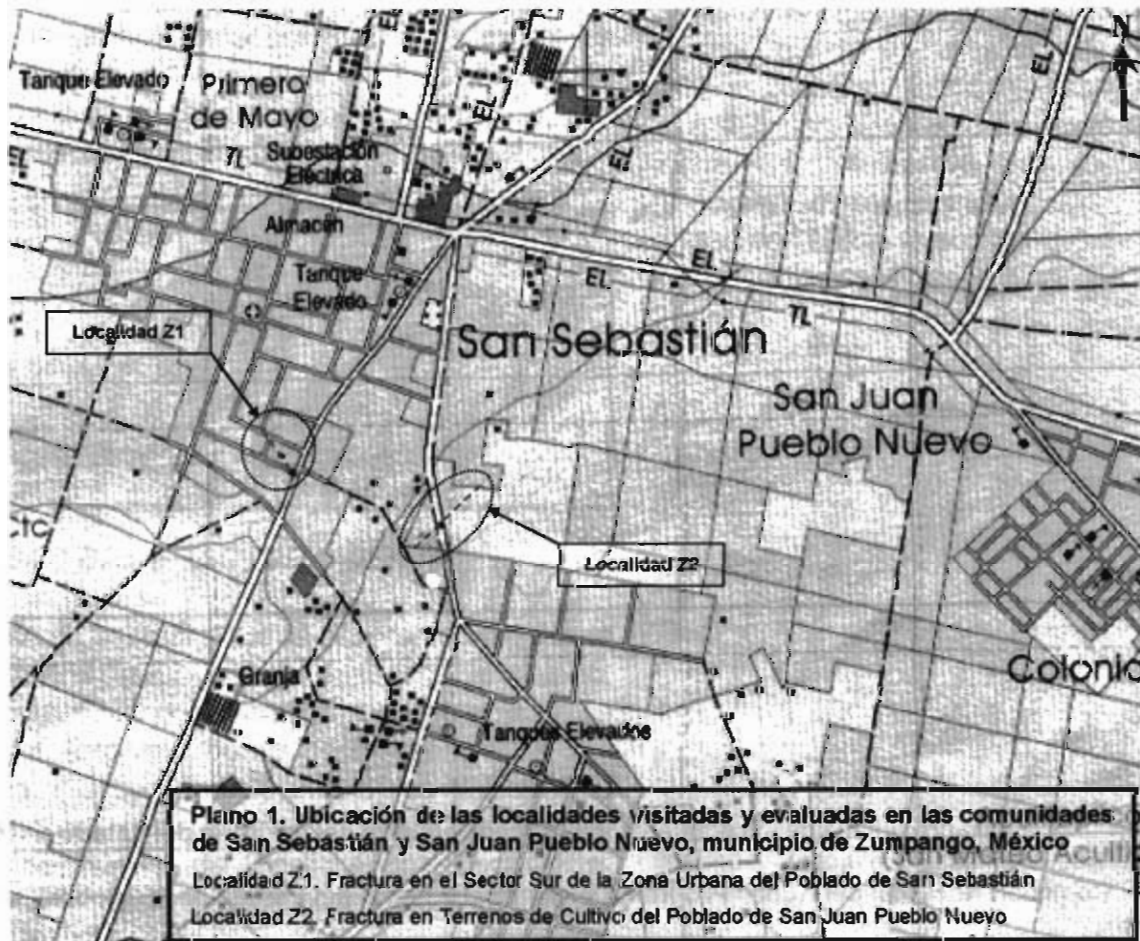 N
Tanque Elevado
Primero
de Mayo
EL
EL
EL
TL
Subestación
Eléctrica
EL
Almacén
Tanque
Elevado
EL
EL
TL
Localidad Z1
San Sebastián
San Juan
Pueblo Nuevo
Localidad Z2
Colonia
Granja
Tanques Elevados
Plano 1. Ubicación de las localidades visitadas y evaluadas en las comunidades
de San Sebastián y San Juan Pueblo Nuevo, municipio de Zumpango, México
(San Mateo Acuit
Localidad Z1. Fractura en el Sector Sur de la Zona Urbana del Poblado de San Sebastián
Localidad Z2. Fractura en Terrenos de Cultivo del Poblado de San Juan Pueblo Nuevo